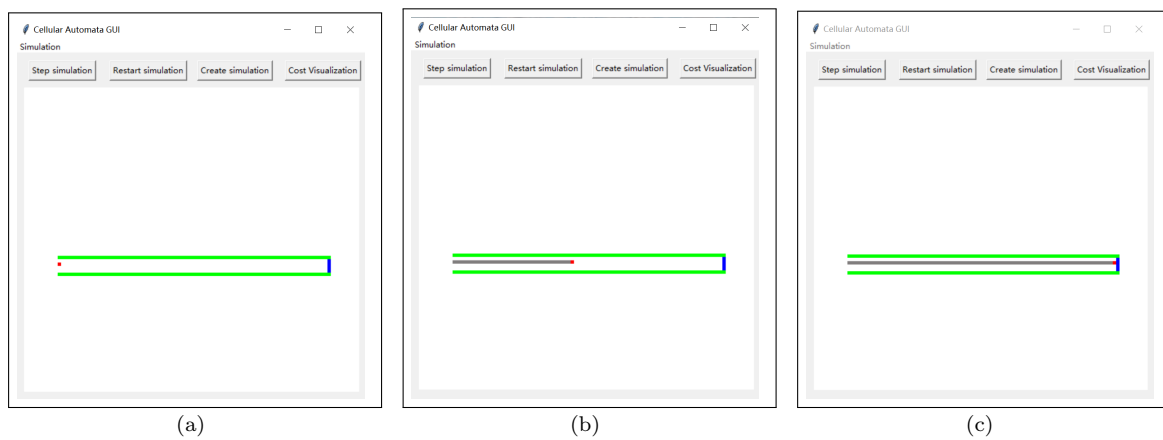 Cellular Automata GUI
Simulation
Step simulation Restart simulation Create simulation Cost Visualization
(a)
Cellular Automata GUI
Simulation
Step simulation Restart simulation Create simulation Cost Visualization
(b)
Cellular Automata GUI
Simulation
Step simulation Restart simulation Create simulation Cost Visualization
(c)